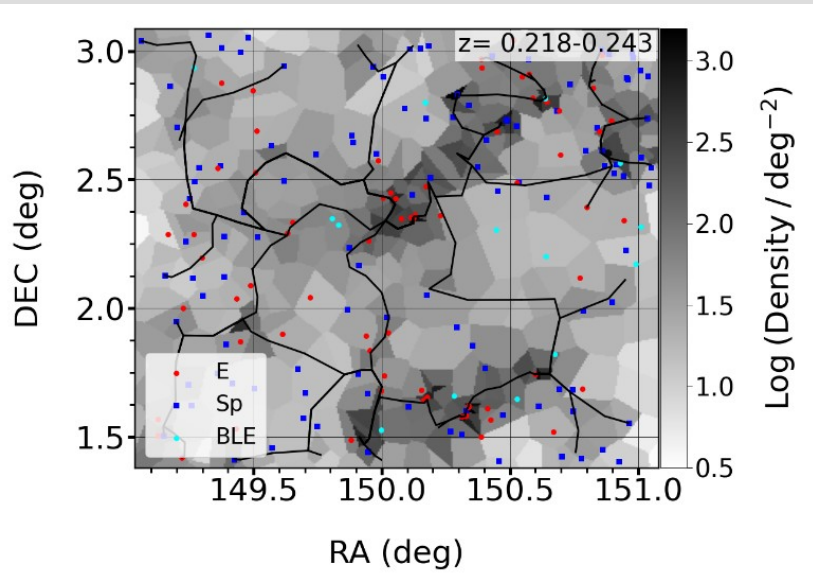 z= 0.218-0.243
3.0
2.5
2.0
1.5
DEC (deg)
E
Sp
BLE
149.5 150.0 150.5 151.0
RA (deg)
3.0
2.5
2.0
1.5
1.0
0.5
Log (Density / deg⁻²)